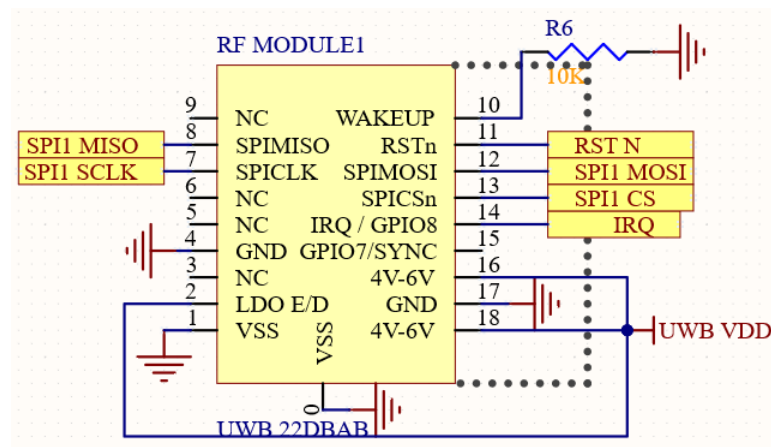 RF MODULE1
R6
10K
9
NC
WAKEUP
10
SPI1 MISO
8
SPIMISO
RSTn
11
RST N
SPI1 SCLK
7
SPICLK
SPIMOSI
12
SPI1 MOSI
6
NC
SPICSn
13
SPI1 CS
5
NC
IRQ / GPIO8
14
IRQ
4
GND
GPIO7/SYNC
15
3
NC
4V-6V
16
2
LDO E/D
GND
17
1
VSS
VSS
4V-6V
18
UWB VDD
0
UWB 22DBAB